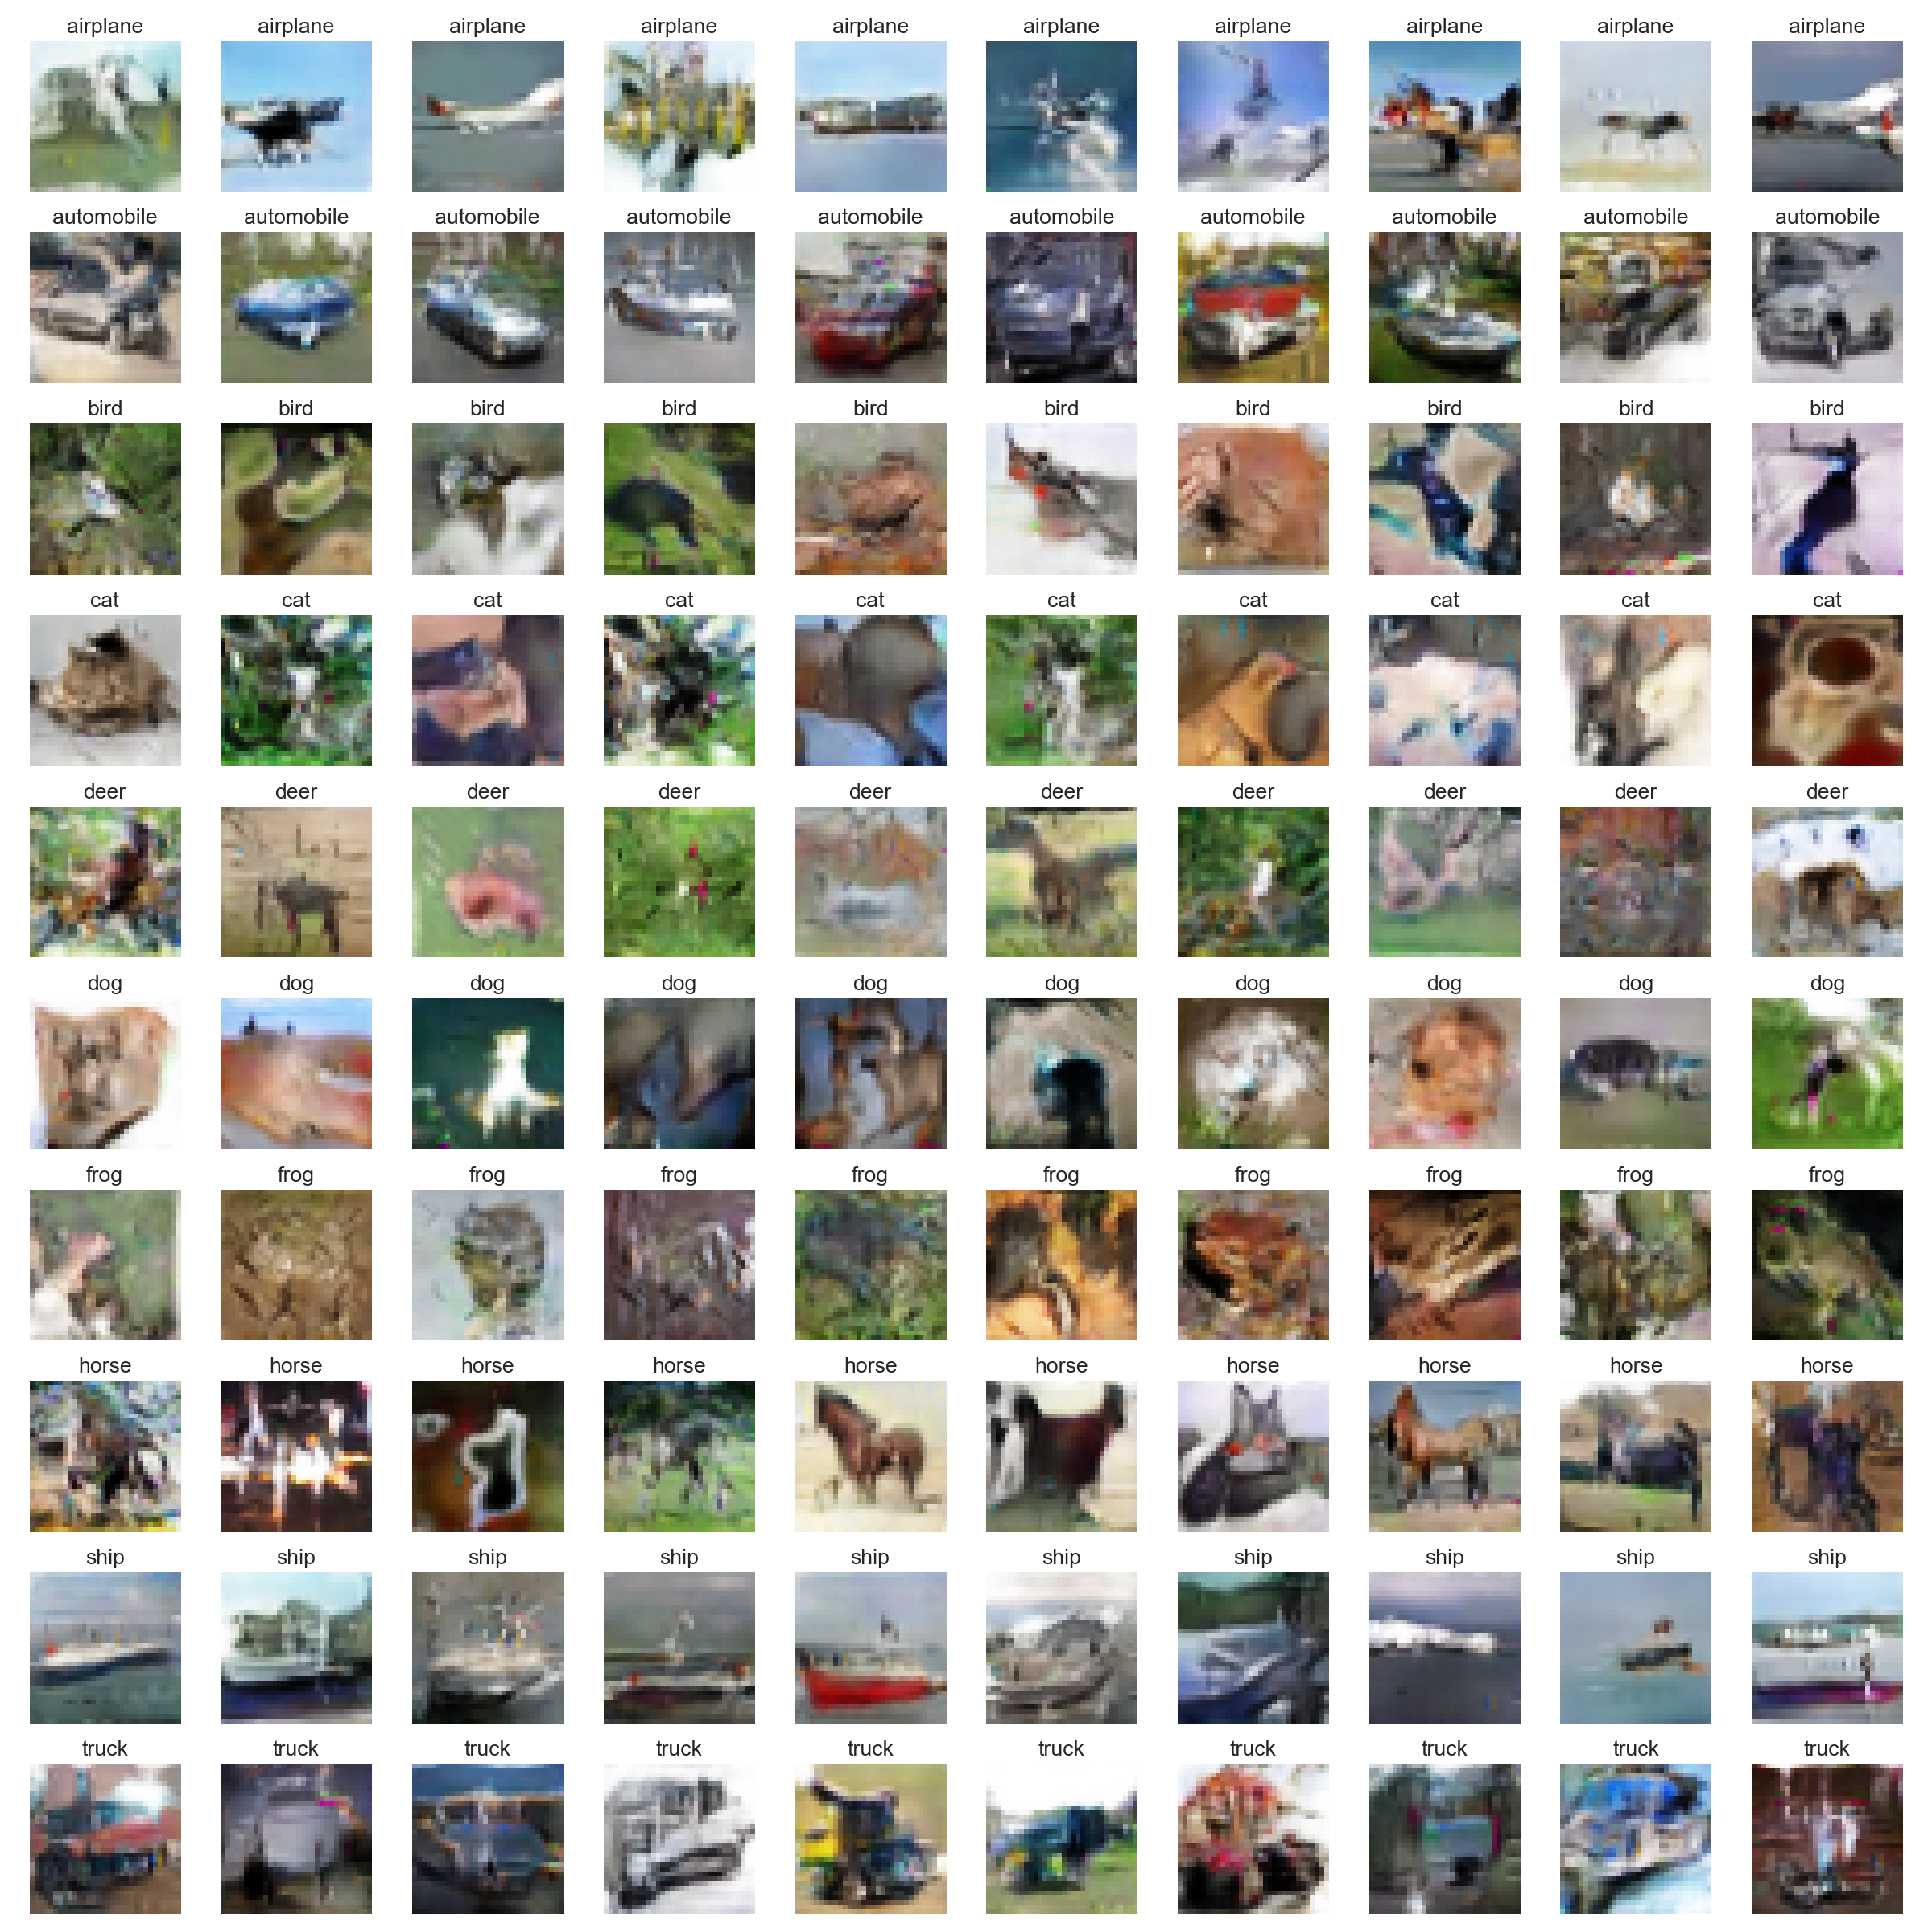 airplane airplane airplane airplane airplane airplane airplane airplane airplane airplane
automobile automobile automobile automobile automobile automobile automobile automobile automobile automobile
bird bird bird bird bird bird bird bird bird bird
cat cat cat cat cat cat cat cat cat cat
deer deer deer deer deer deer deer deer deer deer
dog dog dog dog dog dog dog dog dog dog
frog frog frog frog frog frog frog frog frog frog
horse horse horse horse horse horse horse horse horse horse
ship ship ship ship ship ship ship ship ship ship
truck truck truck truck truck truck truck truck truck truck